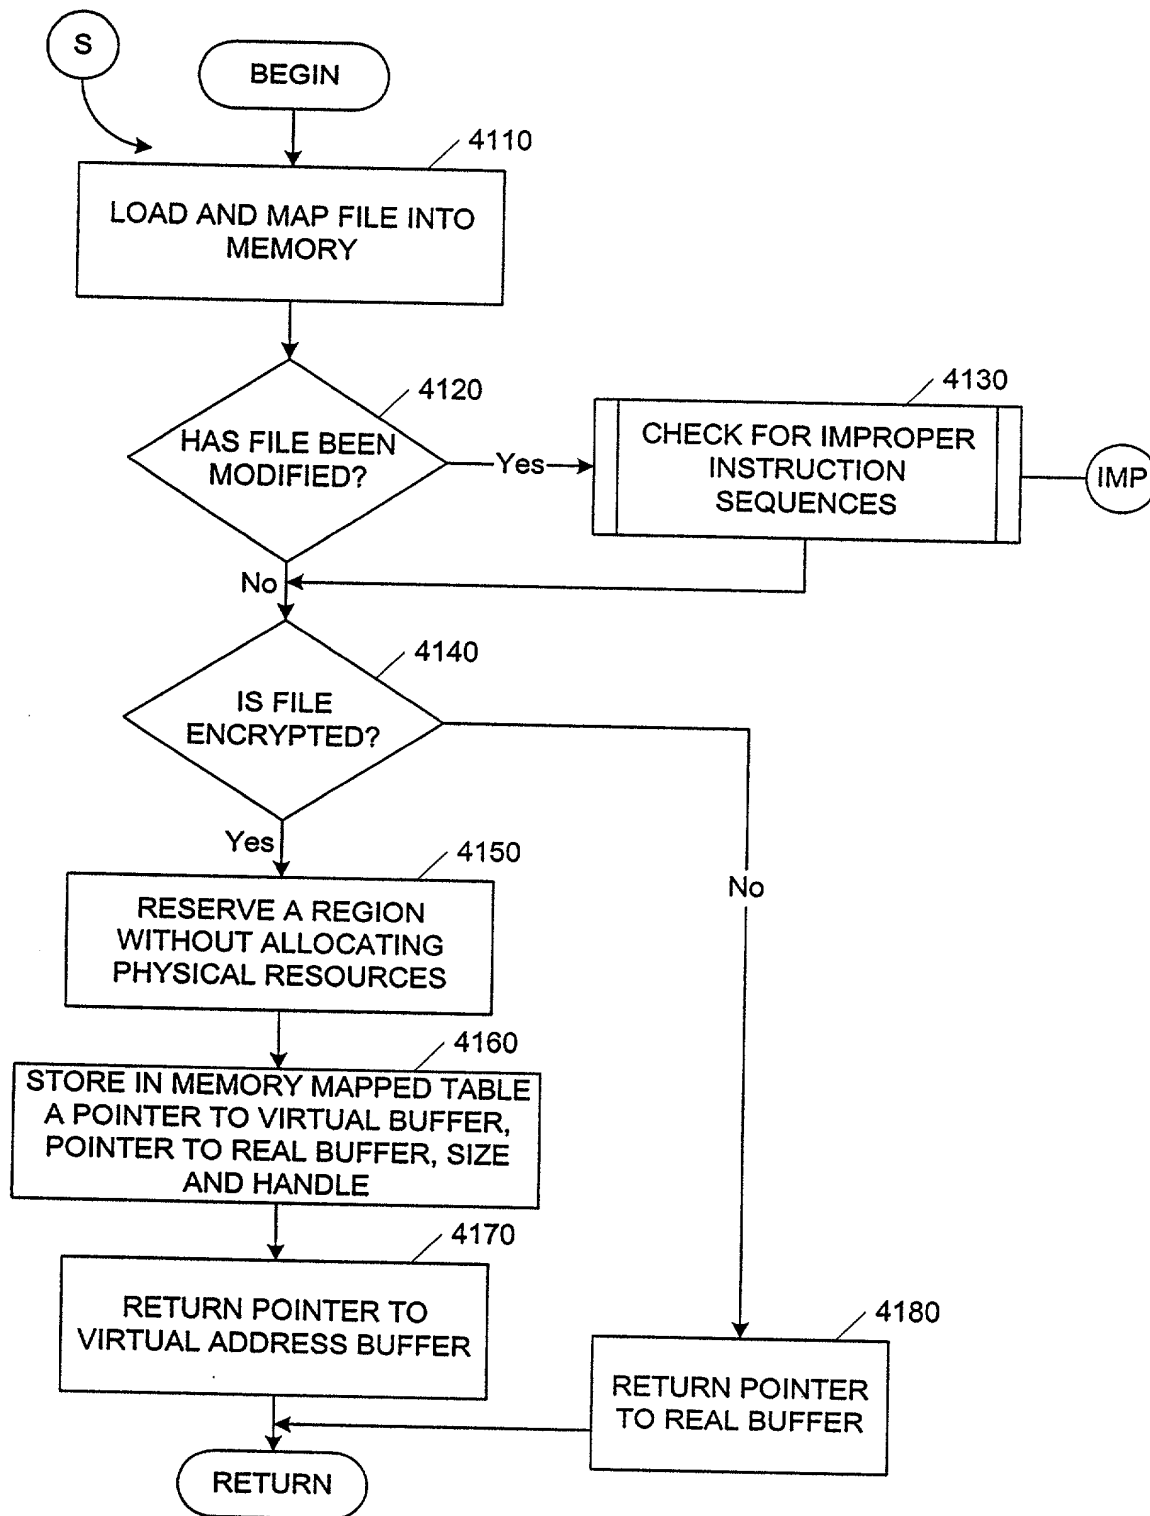 S
BEGIN
4110
LOAD AND MAP FILE INTO
MEMORY
4120
HAS FILE BEEN
MODIFIED?
Yes
4130
CHECK FOR IMPROPER
INSTRUCTION
SEQUENCES
IMP
No
4140
IS FILE
ENCRYPTED?
Yes
No
4150
RESERVE A REGION
WITHOUT ALLOCATING
PHYSICAL RESOURCES
4160
STORE IN MEMORY MAPPED TABLE
A POINTER TO VIRTUAL BUFFER,
POINTER TO REAL BUFFER, SIZE
AND HANDLE
4170
RETURN POINTER TO
VIRTUAL ADDRESS BUFFER
4180
RETURN POINTER
TO REAL BUFFER
RETURN